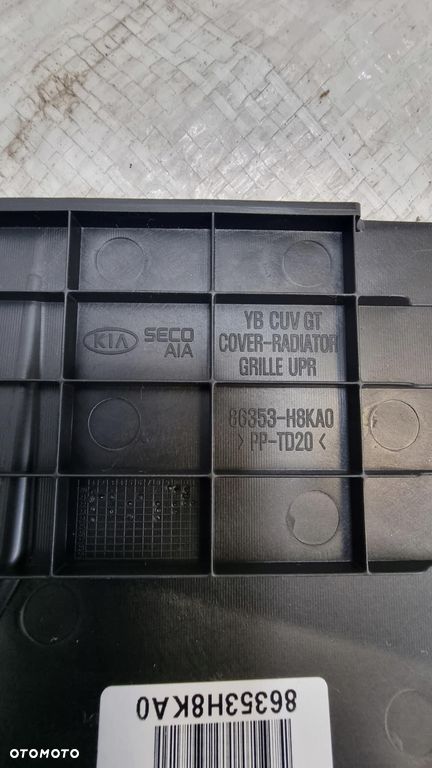 KIA
SECO
AIA
YB CUV GT
COVER-RADIATOR
GRILLE UPR
86353-H8KA0
> PP-TD20 <
86353H8KA0
OTOMOTO